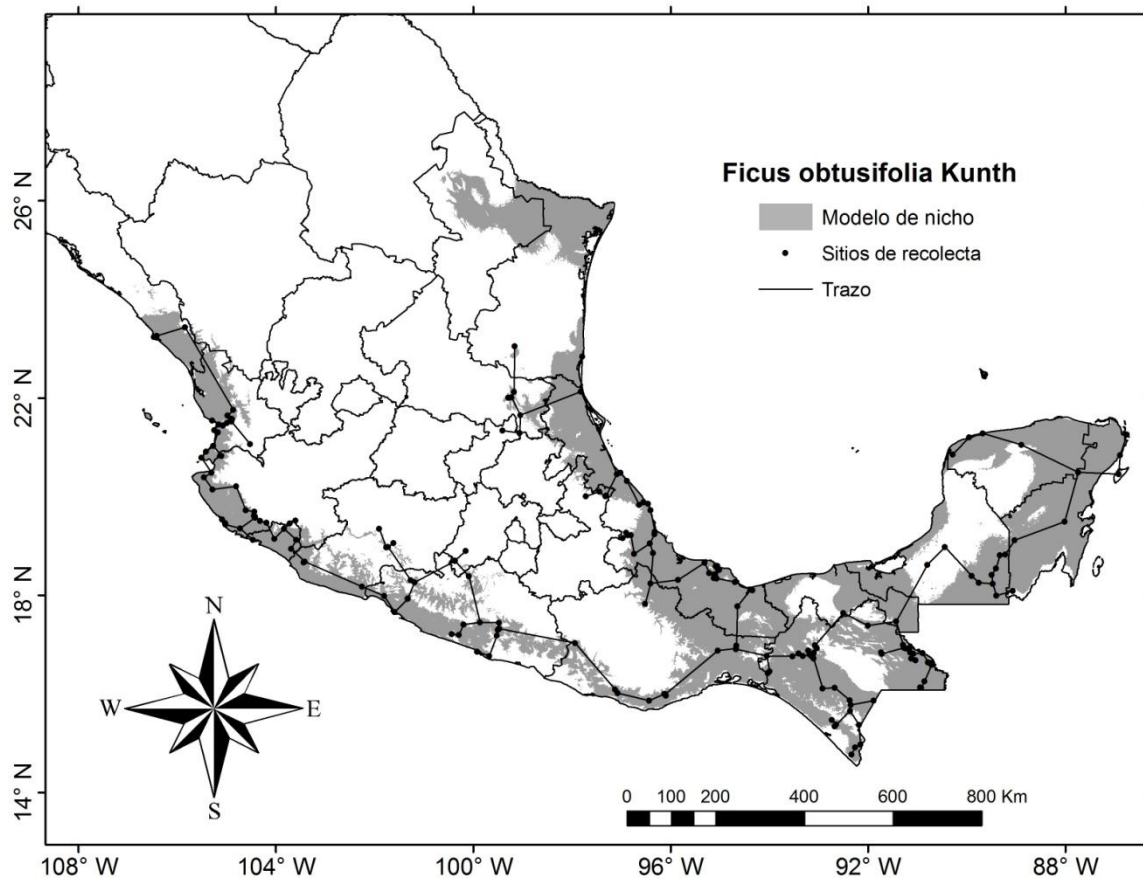 Ficus obtusifolia Kunth
Modelo de nicho
Sitios de recolecta
Trazo
26° N
22° N
18° N
14° N
N
W
E
S
0 100 200 400 600 800 Km
108° W
104° W
100° W
96° W
92° W
88° W